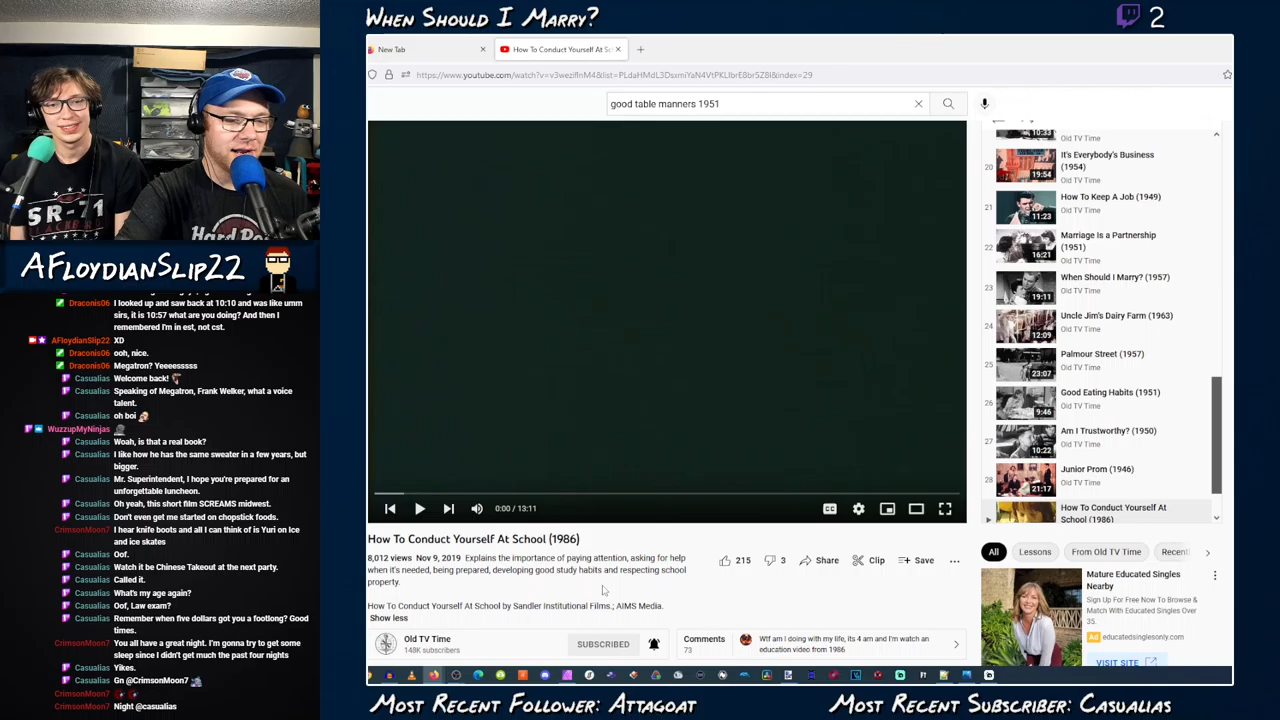 When Should I Marry?
2
New Tab
How To Conduct Yourself At Sc
good table manners 1951
SR-71
BLACKBIRD
Hard Ro
AFloydianSlip22
Draconis06 I looked up and saw back at 10:10 and was like umm
sirs, it is 10:57 what are you doing? And then I
remembered I'm in est, not cst.
AFloydianSlip22 XD
Draconis06 ooh, nice.
Draconis06 Megatron? Yeeeesssss
Casualias Welcome back!
Casualias Speaking of Megatron, Frank Welker, what a voice
talent.
Casualias oh boi
WuzzupMyNinjas
Casualias Woah, is that a real book?
Casualias I like how he has the same sweater in a few years, but
bigger.
Casualias Mr. Superintendent, I hope you're prepared for an
unforgettable luncheon.
Casualias Oh yeah, this short film SCREAMS midwest.
Casualias Don't even get me started on chopstick foods.
CrimsonMoon7 I hear knife boots and all I can think of is Yuri on Ice
and ice skates
Casualias Oof.
Casualias Watch it be Chinese Takeout at the next party.
Casualias Called it.
Casualias What's my age again?
Casualias Oof, Law exam?
Casualias Remember when five dollars got you a footlong? Good
times.
CrimsonMoon7 You all have a great night. I'm gonna try to get some
sleep since I didn't get much the past four nights
Casualias Yikes.
Casualias Gn @CrimsonMoon7
CrimsonMoon7
CrimsonMoon7 Night @casualias
0:00 / 13:11
How To Conduct Yourself At School (1986)
8,012 views Nov 9, 2019 Explains the importance of paying attention, asking for help
when it's needed, being prepared, developing good study habits and respecting school
property.
How To Conduct Yourself At School by Sandler Institutional Films.; AIMS Media.
Show less
215
3
Share
Clip
Save
Old TV Time
148K subscribers
SUBSCRIBED
Comments
73
Wtf am I doing with my life, its 4 am and I'm watch an
education video from 1986
10:33
Old TV Time
20
19:54
It's Everybody's Business
(1954)
Old TV Time
21
11:23
How To Keep A Job (1949)
Old TV Time
22
16:21
Marriage Is a Partnership
(1951)
Old TV Time
23
19:11
When Should I Marry? (1957)
Old TV Time
24
12:09
Uncle Jim's Dairy Farm (1963)
Old TV Time
25
23:07
Palmour Street (1957)
Old TV Time
26
9:46
Good Eating Habits (1951)
Old TV Time
27
10:22
Am I Trustworthy? (1950)
Old TV Time
28
21:17
Junior Prom (1946)
Old TV Time
How To Conduct Yourself At
School (1986)
All
Lessons
From Old TV Time
Recent
Mature Educated Singles
Nearby
Sign Up For Free Now To Browse &
Match With Educated Singles Over
35.
Ad educatedsinglesonly.com
VISIT SITE
Most Recent Follower: Attagoat
Most Recent Subscriber: Casualias